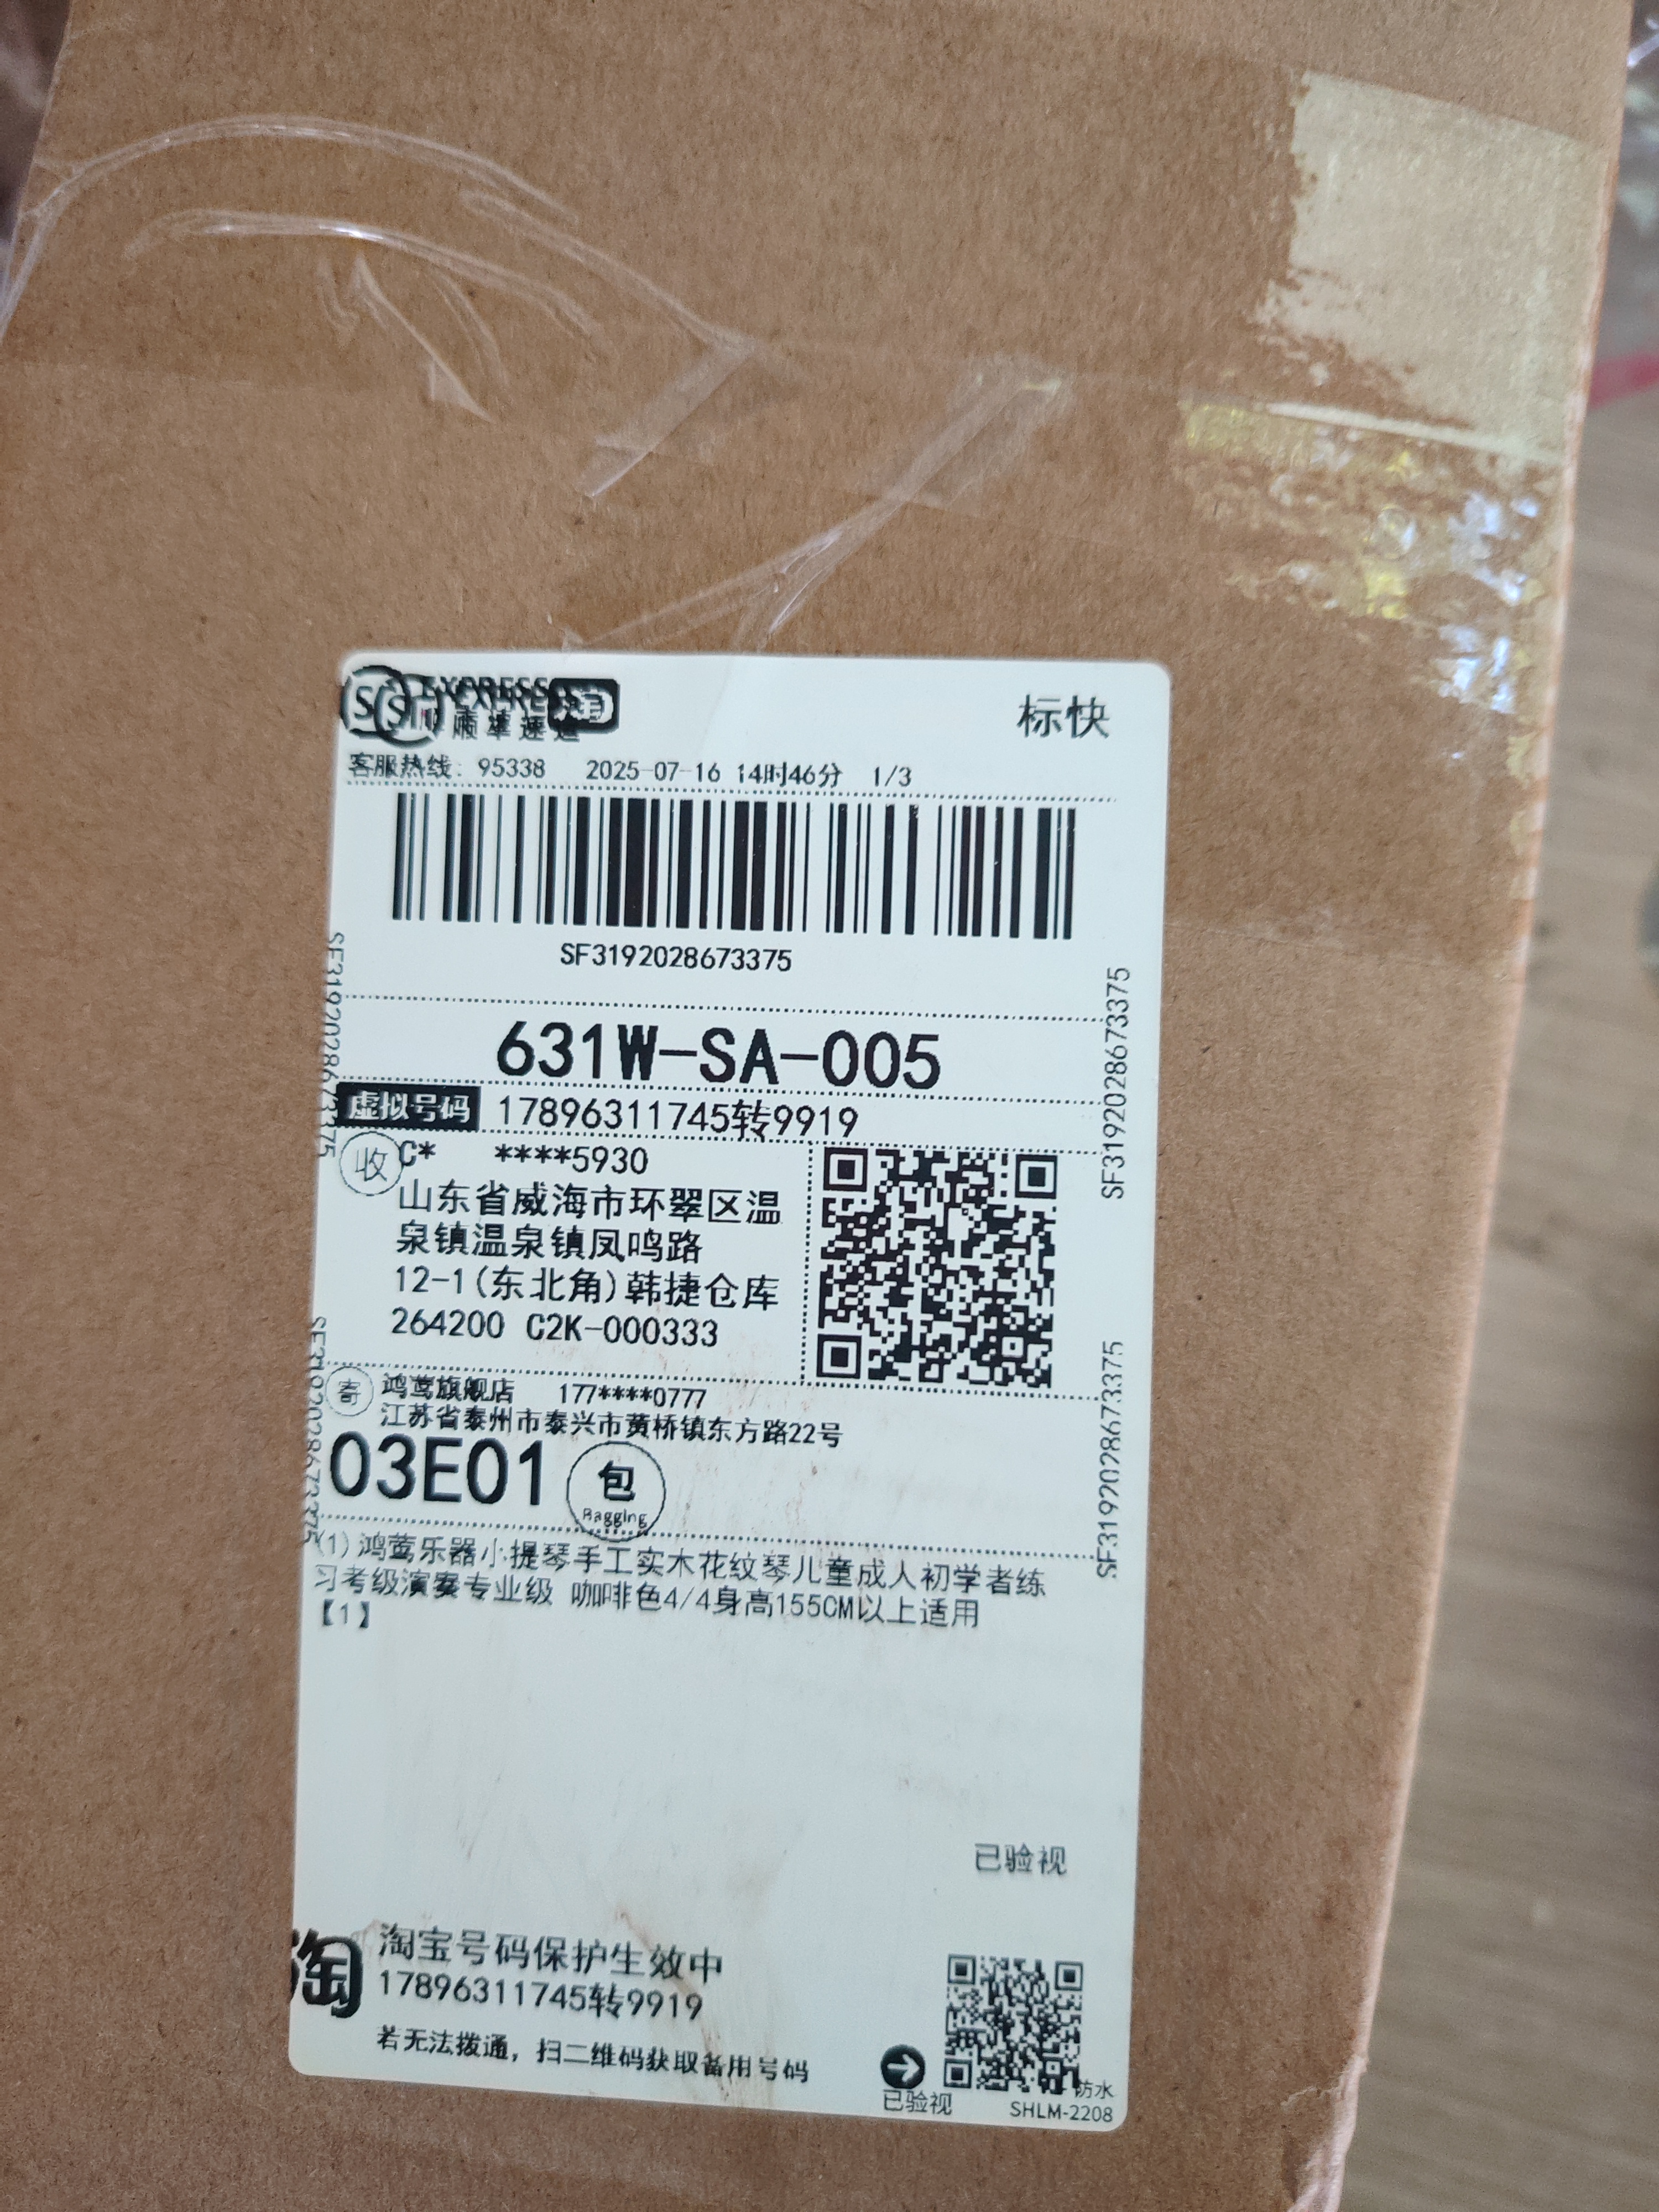 EXPRESS
标快
客服热线: 95338 2025-07-16 14时46分 1/3
SF3192028673375
631W-SA-005
虚拟号码 17896311745转9919
收 C* ****5930
山东省威海市环翠区温
泉镇温泉镇凤鸣路
12-1(东北角)韩捷仓库
264200 C2K-000333
寄 鸿莺旗舰店 177****0777
江苏省泰州市泰兴市黄桥镇东方路22号
03E01 包
Bagging
(1)鸿莺乐器小提琴手工实木花纹琴儿童成人初学者练
习考级演奏专业级 咖啡色4/4身高155CM以上适用
【1】
SF3192028673375
SF3192028673375
SF3192028673375
SF3192028673375
已验视
淘 淘宝号码保护生效中
17896311745转9919
若无法拨通，扫二维码获取备用号码
已验视
防水
SHLM-2208